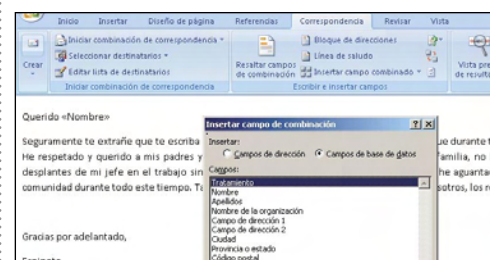 Inicio Insertar Diseño de página Referencias Correspondencia Revisar Vista
Crear
Iniciar combinación de correspondencia
Seleccionar destinatarios
Editar lista de destinatarios
Iniciar combinación de correspondencia
Resaltar campos de combinación
Bloque de direcciones
Línea de saludo
Insertar campo combinado
Escribir e insertar campos
Vista pre
de resulta
Querido «Nombre»
Seguramente te extrañe que te escriba
ue durante t
He respetado y querido a mis padres y
familia, no
desplantes de mi jefe en el trabajo sin
he aguanta
comunidad durante todo este tiempo. Ta
sotros, los r
Gracias por adelantado,
Insertar campo de combinación
Insertar:
Campos de dirección Campos de base de datos
Campos:
Tratamiento
Nombre
Apellidos
Nombre de la organización
Campo de dirección 1
Campo de dirección 2
Ciudad
Provincia o estado
Código postal